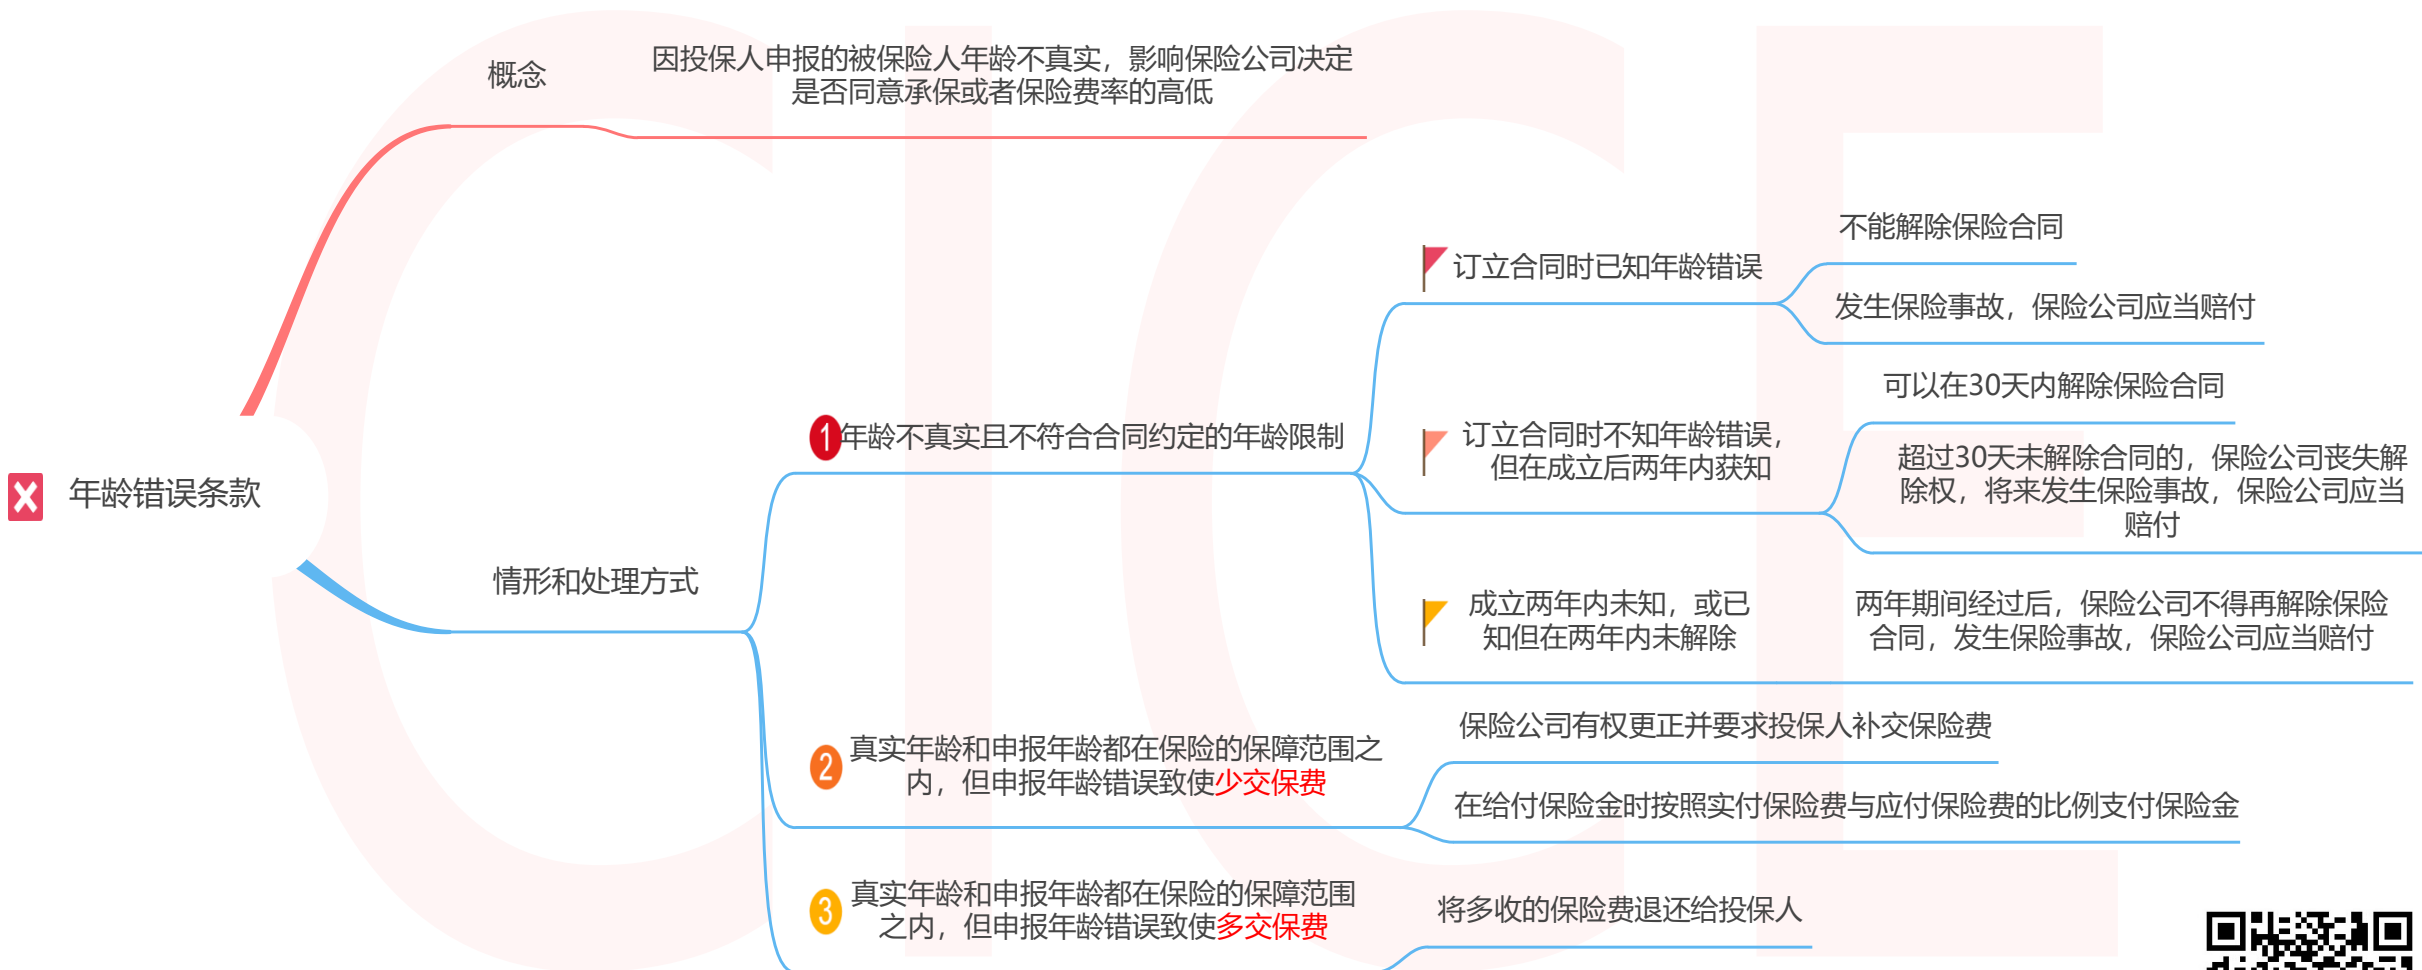 概念
因投保人申报的被保险人年龄不真实，影响保险公司决定
是否同意承保或者保险费率的高低
年龄错误条款
情形和处理方式
1
年龄不真实且不符合合同约定的年龄限制
订立合同时已知年龄错误
不能解除保险合同
发生保险事故，保险公司应当赔付
订立合同时不知年龄错误，
但在成立后两年内获知
可以在30天内解除保险合同
超过30天未解除合同的，保险公司丧失解
除权，将来发生保险事故，保险公司应当
赔付
成立两年内未知，或已
知但在两年内未解除
两年期间经过后，保险公司不得再解除保险
合同，发生保险事故，保险公司应当赔付
2
真实年龄和申报年龄都在保险的保障范围之
内，但申报年龄错误致使少交保费
保险公司有权更正并要求投保人补交保险费
在给付保险金时按照实付保险费与应付保险费的比例支付保险金
3
真实年龄和申报年龄都在保险的保障范围
之内，但申报年龄错误致使多交保费
将多收的保险费退还给投保人
CICE